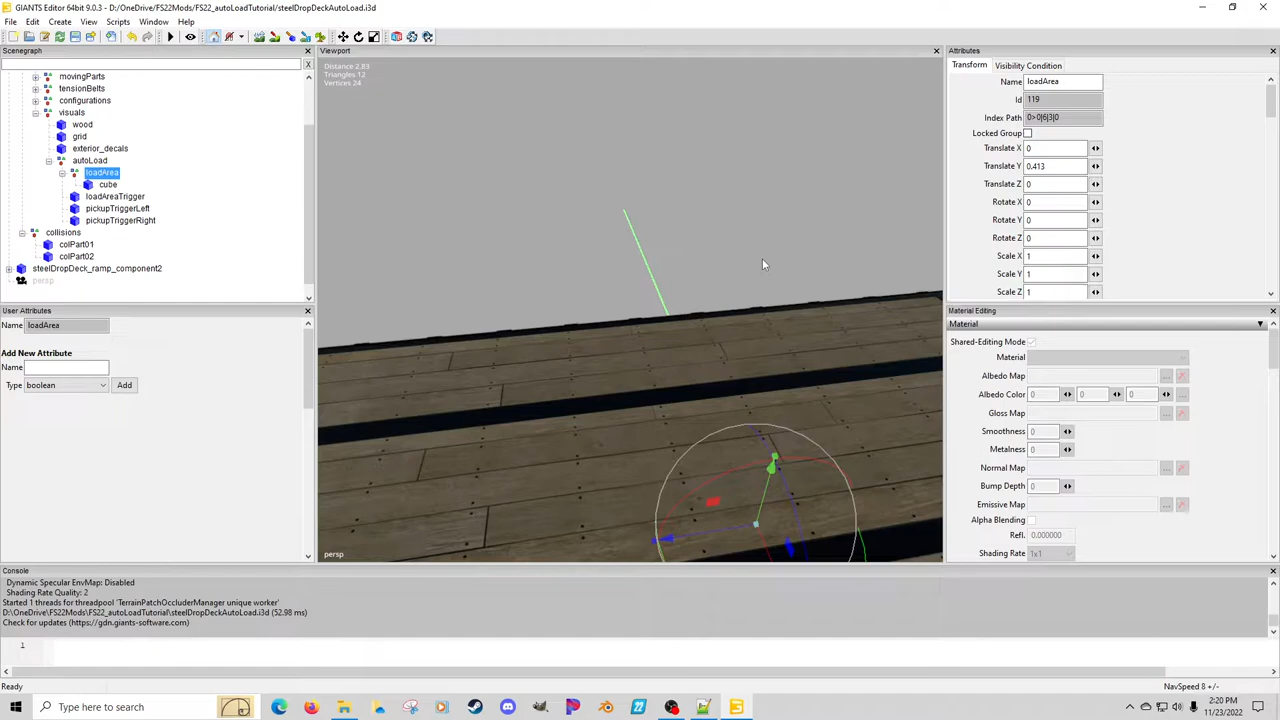 GIANTS Editor 64bit 9.0.3 - D:/OneDrive/FS22Mods/FS22_autoLoadTutorial/steelDropDeckAutoLoad.i3d
File Edit Create View Scripts Window Help
Scenegraph
X
movingParts
tensionBelts
configurations
visuals
wood
grid
exterior_decals
autoLoad
loadArea
cube
loadAreaTrigger
pickupTriggerLeft
pickupTriggerRight
collisions
colPart01
colPart02
steelDropDeck_ramp_component2
persp
User Attributes
Name loadArea
Add New Attribute
Name
Type boolean Add
Viewport
Distance 2.83
Triangles 12
Vertices 24
persp
Attributes
Transform Visibility Condition
Name loadArea
Id 119
Index Path 0>0|6|3|0
Locked Group
Translate X 0
Translate Y 0.413
Translate Z 0
Rotate X 0
Rotate Y 0
Rotate Z 0
Scale X 1
Scale Y 1
Scale Z 1
Material Editing
Material
Shared-Editing Mode
Material
Albedo Map ...
Albedo Color 0 0 0 ...
Gloss Map ...
Smoothness 0
Metalness 0
Normal Map ...
Bump Depth 0
Emissive Map ...
Alpha Blending
Refl. 0.000000
Shading Rate 1x1
Console
Dynamic Specular EnvMap: Disabled
Shading Rate Quality: 2
Started 1 threads for threadpool 'TerrainPatchOccluderManager unique worker'
D:/OneDrive/FS22Mods/FS22_autoLoadTutorial/steelDropDeckAutoLoad.i3d (52.98 ms)
Check for updates (https://gdn.giants-software.com)
1
Ready
NavSpeed 8 +/-
Type here to search
2:20 PM
11/23/2022